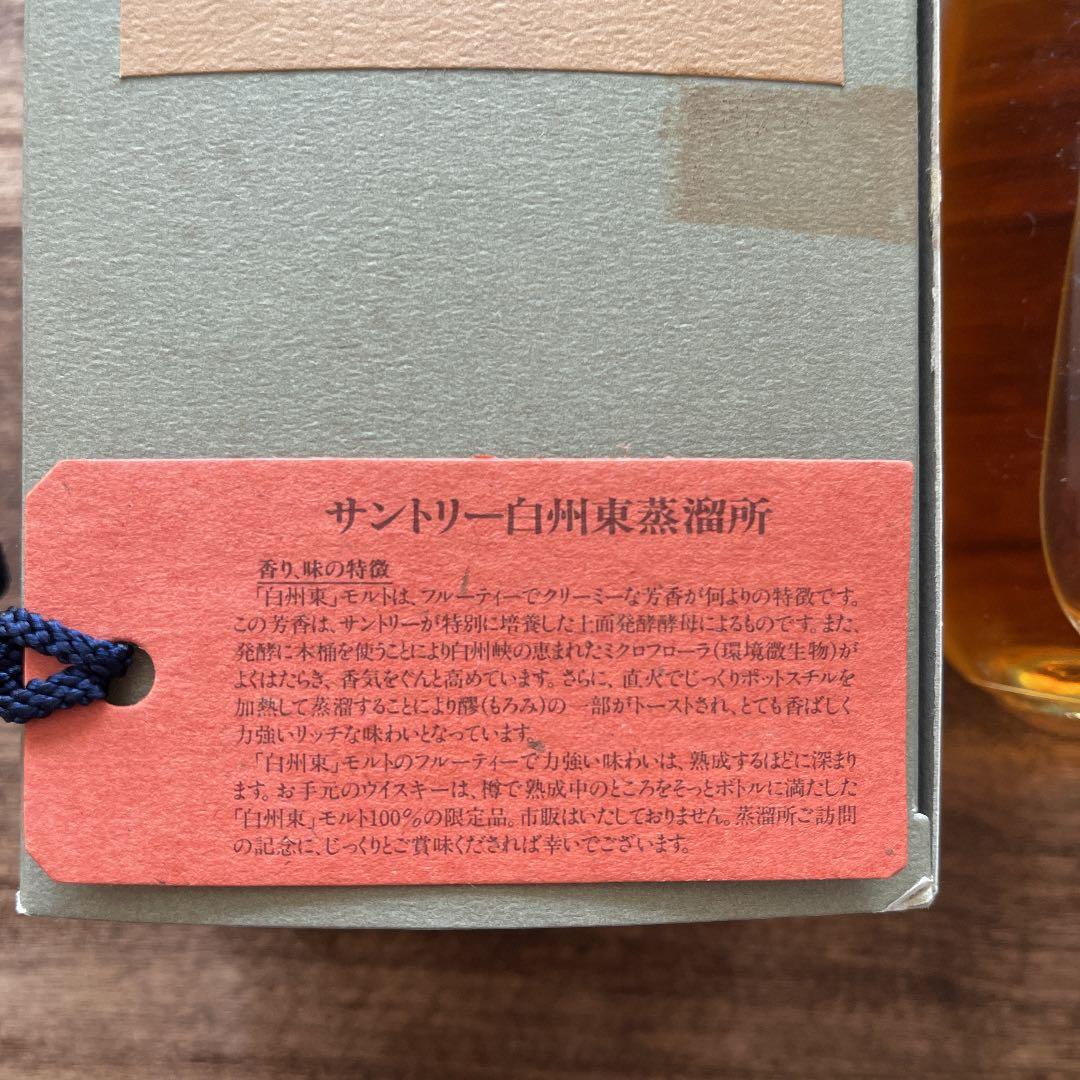 サントリー白州東蒸溜所
香り、味の特徴
「白州東」モルトは、フルーティーでクリーミーな芳香が何よりの特徴です。
この芳香は、サントリーが特別に培養した上面発酵酵母によるものです。また、
発酵に木桶を使うことにより白州峡の恵まれたミクロフローラ(環境微生物)が
よくはたらき、香気をぐんと高めています。さらに、直火でじっくりポットスチルを
加熱して蒸溜することにより醪(もろみ)の一部がトーストされ、とても香ばしく
力強いリッチな味わいとなっています。
「白州東」モルトのフルーティーで力強い味わいは、熟成するほどに深まり
ます。お手元のウイスキーは、樽で熟成中のところをそっとボトルに満たした
「白州東」モルト100%の限定品。市販はいたしておりません。蒸溜所ご訪問
の記念に、じっくりとご賞味くだされば幸いでございます。